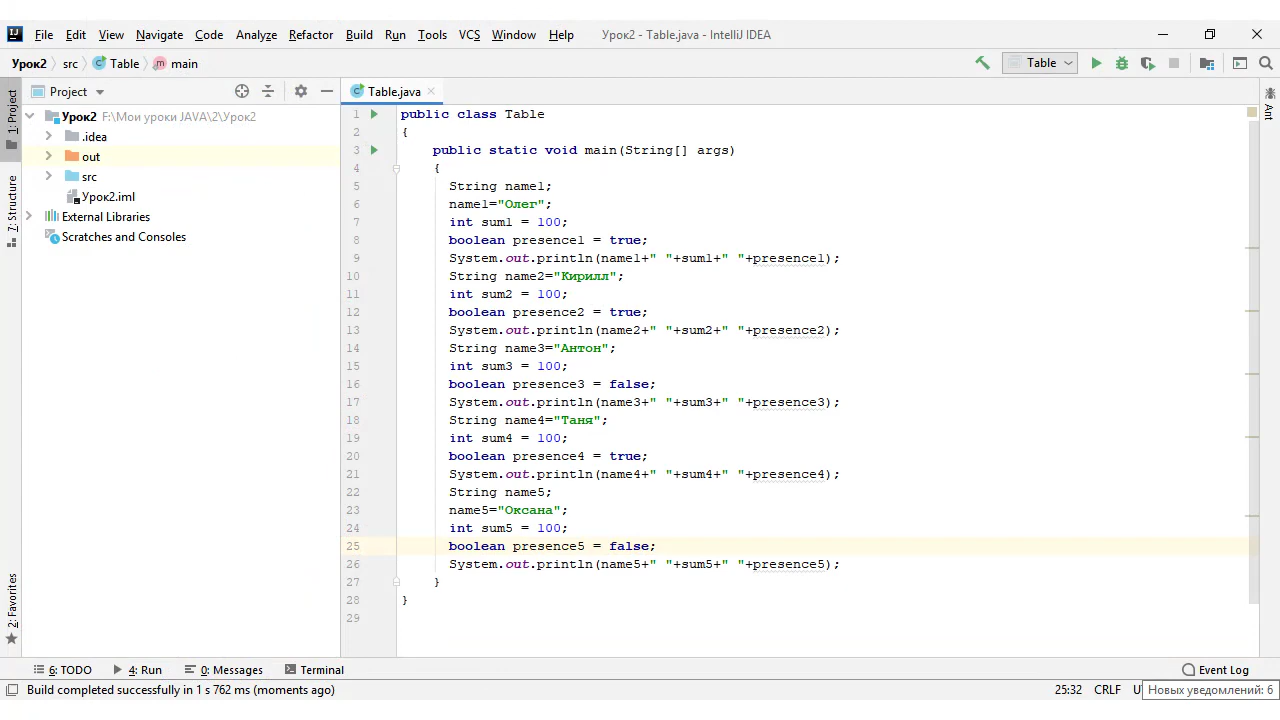 File Edit View Navigate Code Analyze Refactor Build Run Tools VCS Window Help Урок2 - Table.java - IntelliJ IDEA
Урок2 src Table main Table
Project Table.java
1: Project
7: Structure
2: Favorites
Ant
Урок2 F:\Мои уроки JAVA\2\Урок2
.idea
out
src
Урок2.iml
External Libraries
Scratches and Consoles
1 public class Table
2 {
3 public static void main(String[] args)
4 {
5 String name1;
6 name1="Олег";
7 int sum1 = 100;
8 boolean presence1 = true;
9 System.out.println(name1+" "+sum1+" "+presence1);
10 String name2="Кирилл";
11 int sum2 = 100;
12 boolean presence2 = true;
13 System.out.println(name2+" "+sum2+" "+presence2);
14 String name3="Антон";
15 int sum3 = 100;
16 boolean presence3 = false;
17 System.out.println(name3+" "+sum3+" "+presence3);
18 String name4="Таня";
19 int sum4 = 100;
20 boolean presence4 = true;
21 System.out.println(name4+" "+sum4+" "+presence4);
22 String name5;
23 name5="Оксана";
24 int sum5 = 100;
25 boolean presence5 = false;
26 System.out.println(name5+" "+sum5+" "+presence5);
27 }
28 }
29
6: TODO 4: Run 0: Messages Terminal Event Log
Build completed successfully in 1 s 762 ms (moments ago) 25:32 CRLF Новых уведомлений: 6